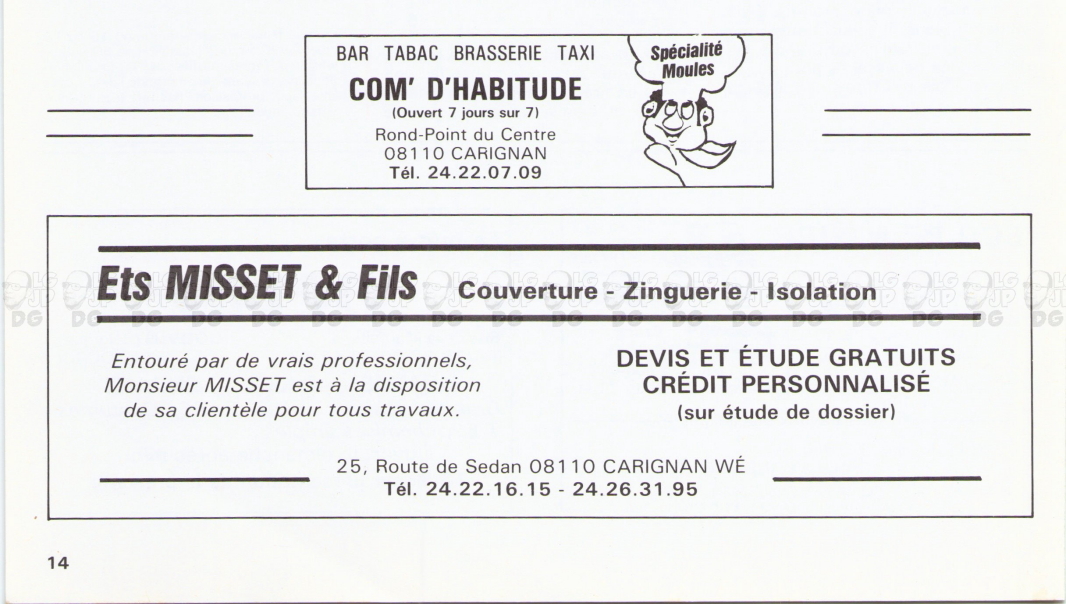 BAR TABAC BRASSERIE TAXI
COM' D'HABITUDE
(Ouvert 7 jours sur 7)
Rond-Point du Centre
08110 CARIGNAN
Tél. 24.22.07.09
Spécialité
Moules
Ets MISSET & Fils Couverture - Zinguerie - Isolation
Entouré par de vrais professionnels,
Monsieur MISSET est à la disposition
de sa clientèle pour tous travaux.
DEVIS ET ÉTUDE GRATUITS
CRÉDIT PERSONNALISÉ
(sur étude de dossier)
25, Route de Sedan 08110 CARIGNAN WÉ
Tél. 24.22.16.15 - 24.26.31.95
14